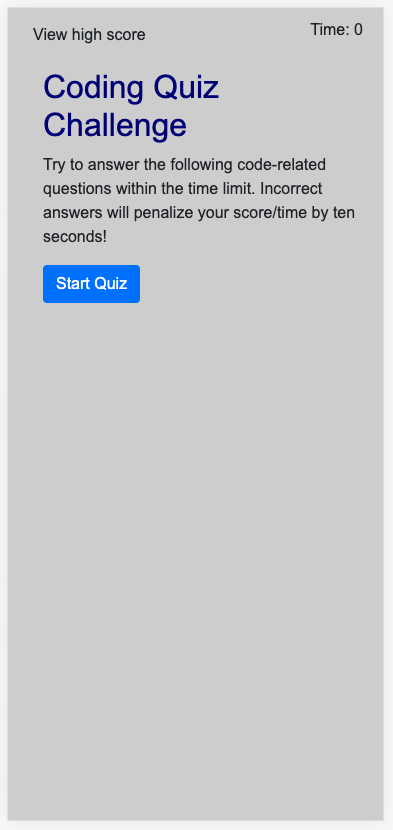 View high score
Time: 0
Coding Quiz
Challenge
Try to answer the following code-related
questions within the time limit. Incorrect
answers will penalize your score/time by ten
seconds!
Start Quiz